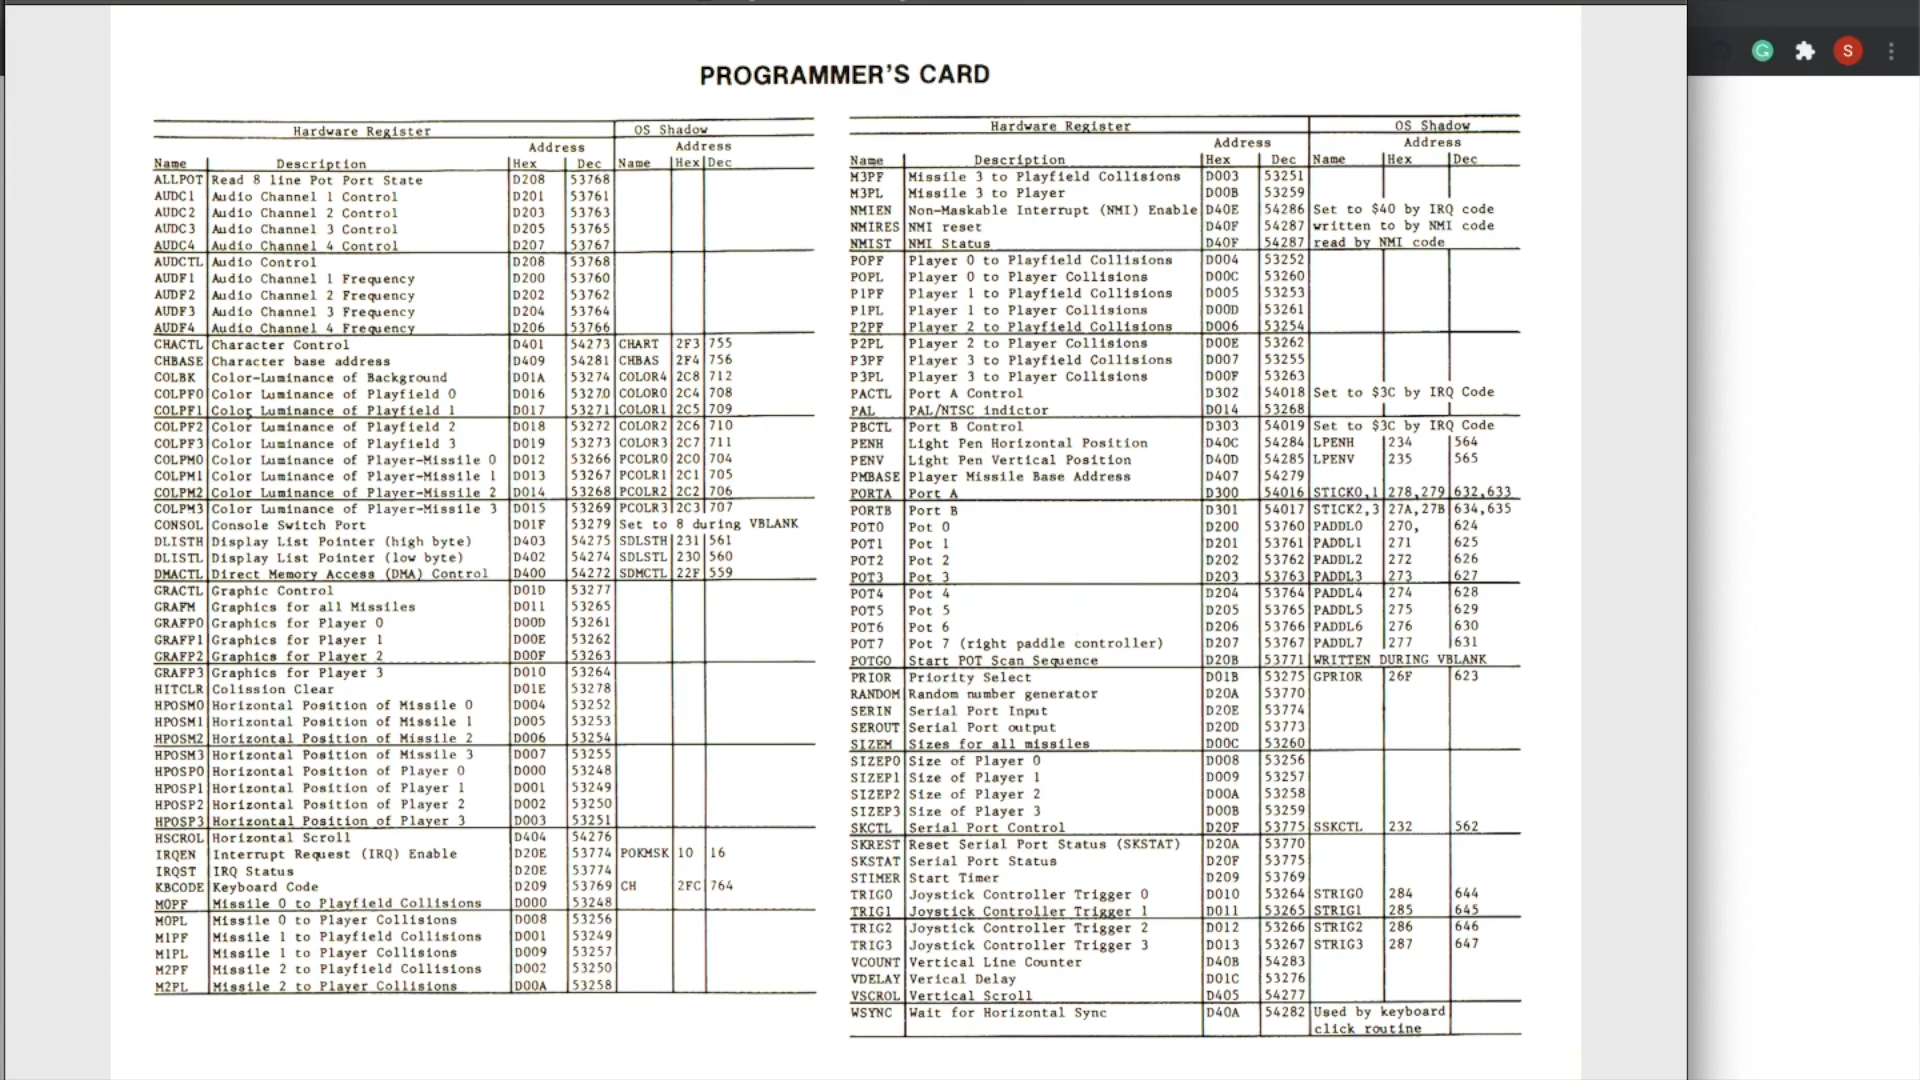 PROGRAMMER'S CARD
Hardware Register OS Shadow
Address Address
Name Description Hex Dec Name Hex Dec
ALLPOT Read 8 line Pot Port State D208 53768
AUDC1 Audio Channel 1 Control D201 53761
AUDC2 Audio Channel 2 Control D203 53763
AUDC3 Audio Channel 3 Control D205 53765
AUDC4 Audio Channel 4 Control D207 53767
AUDCTL Audio Control D208 53768
AUDF1 Audio Channel 1 Frequency D200 53760
AUDF2 Audio Channel 2 Frequency D202 53762
AUDF3 Audio Channel 3 Frequency D204 53764
AUDF4 Audio Channel 4 Frequency D206 53766
CHACTL Character Control D401 54273 CHART 2F3 755
CHBASE Character base address D409 54281 CHBAS 2F4 756
COLBK Color-Luminance of Background D01A 53274 COLOR4 2C8 712
COLPF0 Color Luminance of Playfield 0 D016 53270 COLOR0 2C4 708
COLPF1 Color Luminance of Playfield 1 D017 53271 COLOR1 2C5 709
COLPF2 Color Luminance of Playfield 2 D018 53272 COLOR2 2C6 710
COLPF3 Color Luminance of Playfield 3 D019 53273 COLOR3 2C7 711
COLPM0 Color Luminance of Player-Missile 0 D012 53266 PCOLR0 2C0 704
COLPM1 Color Luminance of Player-Missile 1 D013 53267 PCOLR1 2C1 705
COLPM2 Color Luminance of Player-Missile 2 D014 53268 PCOLR2 2C2 706
COLPM3 Color Luminance of Player-Missile 3 D015 53269 PCOLR3 2C3 707
CONSOL Console Switch Port D01F 53279 Set to 8 during VBLANK
DLISTH Display List Pointer (high byte) D403 54275 SDLSTH 231 561
DLISTL Display List Pointer (low byte) D402 54274 SDLSTL 230 560
DMACTL Direct Memory Access (DMA) Control D400 54272 SDMCTL 22F 559
GRACTL Graphic Control D01D 53277
GRAFM Graphics for all Missiles D011 53265
GRAFP0 Graphics for Player 0 D00D 53261
GRAFP1 Graphics for Player 1 D00E 53262
GRAFP2 Graphics for Player 2 D00F 53263
GRAFP3 Graphics for Player 3 D010 53264
HITCLR Colission Clear D01E 53278
HPOSM0 Horizontal Position of Missile 0 D004 53252
HPOSM1 Horizontal Position of Missile 1 D005 53253
HPOSM2 Horizontal Position of Missile 2 D006 53254
HPOSM3 Horizontal Position of Missile 3 D007 53255
HPOSP0 Horizontal Position of Player 0 D000 53248
HPOSP1 Horizontal Position of Player 1 D001 53249
HPOSP2 Horizontal Position of Player 2 D002 53250
HPOSP3 Horizontal Position of Player 3 D003 53251
HSCROL Horizontal Scroll D404 54276
IRQEN Interrupt Request (IRQ) Enable D20E 53774 POKMSK 10 16
IRQST IRQ Status D20E 53774
KBCODE Keyboard Code D209 53769 CH 2FC 764
M0PF Missile 0 to Playfield Collisions D000 53248
M0PL Missile 0 to Player Collisions D008 53256
M1PF Missile 1 to Playfield Collisions D001 53249
M1PL Missile 1 to Player Collisions D009 53257
M2PF Missile 2 to Playfield Collisions D002 53250
M2PL Missile 2 to Player Collisions D00A 53258
Hardware Register OS Shadow
Address Address
Name Description Hex Dec Name Hex Dec
M3PF Missile 3 to Playfield Collisions D003 53251
M3PL Missile 3 to Player D00B 53259
NMIEN Non-Maskable Interrupt (NMI) Enable D40E 54286 Set to $40 by IRQ code
NMIRES NMI reset D40F 54287 written to by NMI code
NMIST NMI Status D40F 54287 read by NMI code
P0PF Player 0 to Playfield Collisions D004 53252
P0PL Player 0 to Playfield Collisions D00C 53260
P1PF Player 1 to Playfield Collisions D005 53253
P1PL Player 1 to Player Collisions D00D 53261
P2PF Player 2 to Playfield Collisions D006 53254
P2PL Player 2 to Player Collisions D00E 53262
P3PF Player 3 to Playfield Collisions D007 53255
P3PL Player 3 to Player Collisions D00F 53263
PACTL Port A Control D302 54018 Set to $3C by IRQ Code
PAL PAL/NTSC indictor D014 53268
PBCTL Port B Control D303 54019 Set to $3C by IRQ Code
PENH Light Pen Horizontal Position D40C 54284 LPENH 234 564
PENV Light Pen Vertical Position D40D 54285 LPENV 235 565
PMBASE Player Missile Base Address D407 54279
PORTA Port A D300 54016 STICK0,1 278,279 632,633
PORTB Port B D301 54017 STICK2,3 27A,27B 634,635
POT0 Pot 0 D200 53760 PADDL0 270, 624
POT1 Pot 1 D201 53761 PADDL1 271 625
POT2 Pot 2 D202 53762 PADDL2 272 626
POT3 Pot 3 D203 53763 PADDL3 273 627
POT4 Pot 4 D204 53764 PADDL4 274 628
POT5 Pot 5 D205 53765 PADDL5 275 629
POT6 Pot 6 D206 53766 PADDL6 276 630
POT7 Pot 7 (right paddle controller) D207 53767 PADDL7 277 631
POTGO Start POT Scan Sequence D20B 53771 WRITTEN DURING VBLANK
PRIOR Priority Select D01B 53275 GPRIOR 26F 623
RANDOM Random number generator D20A 53770
SERIN Serial Port Input D20E 53774
SEROUT Serial Port output D20D 53773
SIZEM Sizes for all missiles D00C 53260
SIZEP0 Size of Player 0 D008 53256
SIZEP1 Size of Player 1 D009 53257
SIZEP2 Size of Player 2 D00A 53258
SIZEP3 Size of Player 3 D00B 53259
SKCTL Serial Port Control D20F 53775 SSKCTL 232 562
SKREST Reset Serial Port Status (SKSTAT) D20A 53770
SKSTAT Serial Port Status D20F 53775
STIMER Start Timer D209 53769
TRIG0 Joystick Controller Trigger 0 D010 53264 STRIG0 284 644
TRIG1 Joystick Controller Trigger 1 D011 53265 STRIG1 285 645
TRIG2 Joystick Controller Trigger 2 D012 53266 STRIG2 286 646
TRIG3 Joystick Controller Trigger 3 D013 53267 STRIG3 287 647
VCOUNT Vertical Line Counter D40B 54283
VDELAY Verical Delay D01C 53276
VSCROL Vertical Scroll D405 54277
WSYNC Wait for Horizontal Sync D40A 54282 Used by keyboard
click routine
S